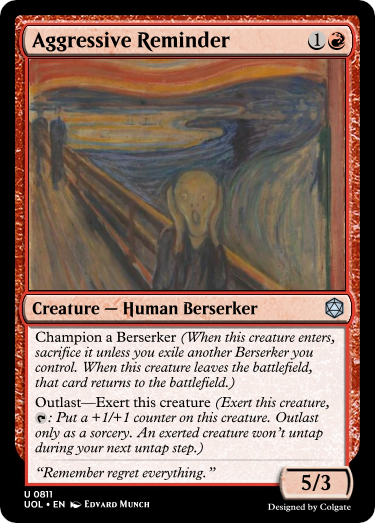 Aggressive Reminder 1
Creature — Human Berserker
Champion a Berserker (When this creature enters,
sacrifice it unless you exile another Berserker you
control. When this creature leaves the battlefield,
that card returns to the battlefield.)
Outlast—Exert this creature (Exert this creature,
: Put a +1/+1 counter on this creature. Outlast
only as a sorcery. An exerted creature won't untap
during your next untap step.)
“Remember regret everything.”
5/3
U 0811
UOL • EN Edvard Munch
Designed by Colgate